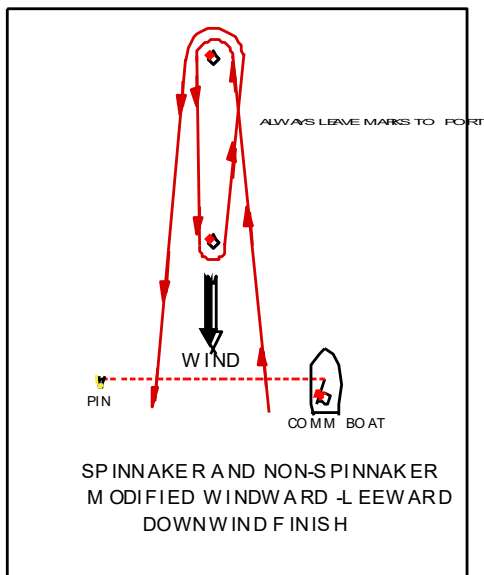 ALWAYS LEAVE MARKS TO PORT
WIND
PIN
COMM BOAT
SPINNAKER AND NON-SPINNAKER
MODIFIED WINDWARD -LEEWARD
DOWNWIND FINISH